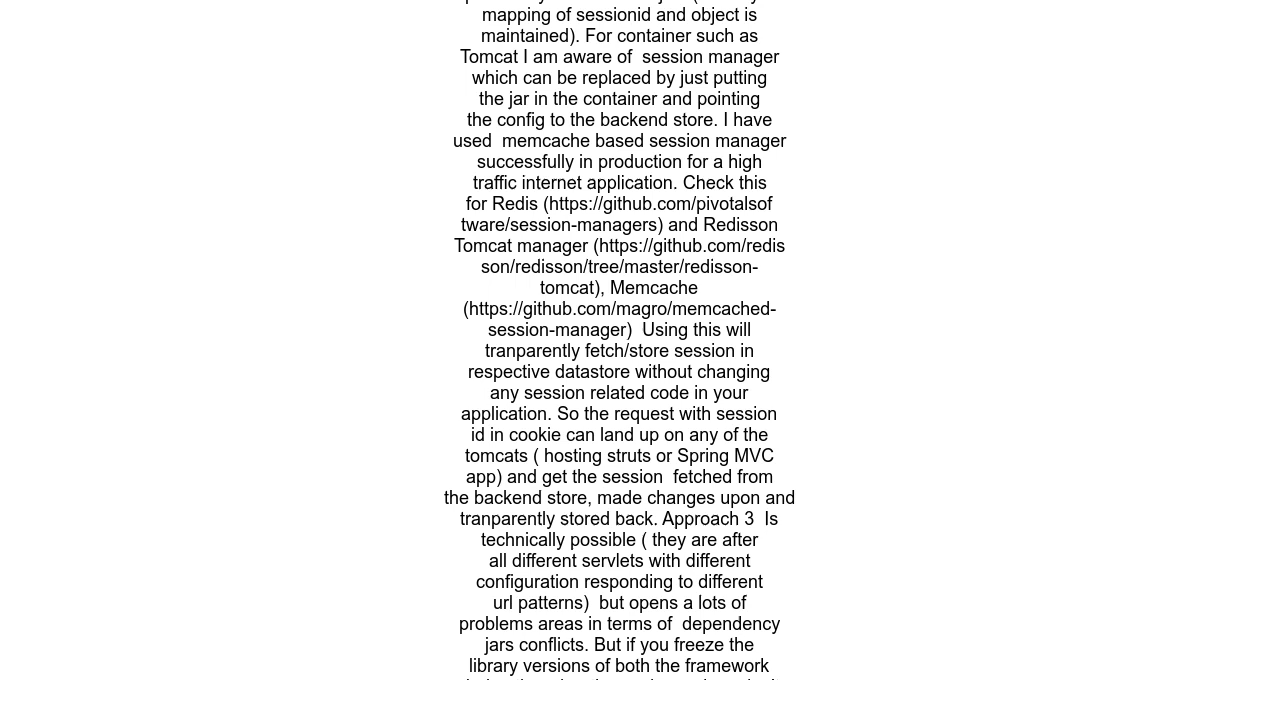 mapping of sessionid and object is
maintained). For container such as
Tomcat I am aware of  session manager
which can be replaced by just putting
the jar in the container and pointing
the config to the backend store. I have
used  memcache based session manager
successfully in production for a high
traffic internet application. Check this
for Redis (https://github.com/pivotalsof
tware/session-managers) and Redisson
Tomcat manager (https://github.com/redis
son/redisson/tree/master/redisson-
tomcat), Memcache
(https://github.com/magro/memcached-
session-manager)  Using this will
tranparently fetch/store session in
respective datastore without changing
any session related code in your
application. So the request with session
id in cookie can land up on any of the
tomcats ( hosting struts or Spring MVC
app) and get the session  fetched from
the backend store, made changes upon and
tranparently stored back. Approach 3  Is
technically possible ( they are after
all different servlets with different
configuration responding to different
url patterns)  but opens a lots of
problems areas in terms of  dependency
jars conflicts. But if you freeze the
library versions of both the framework